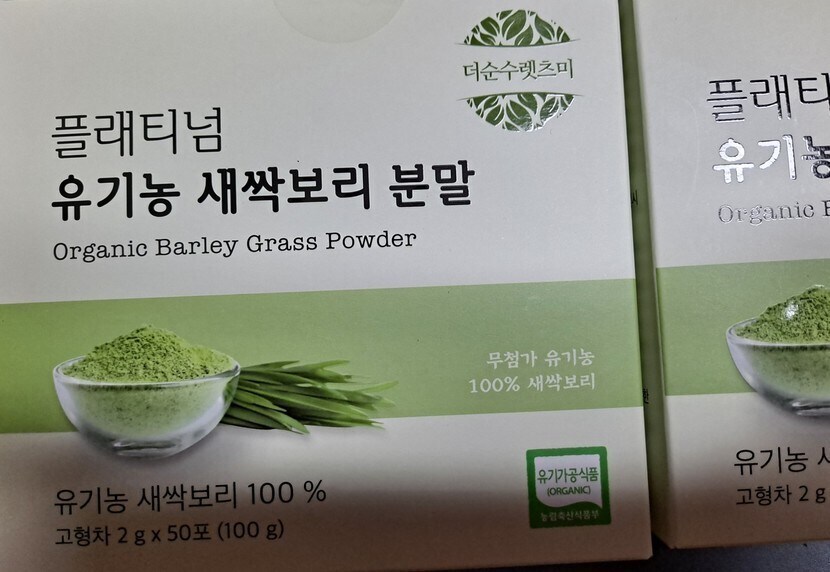 더순수렛츠미
플래티넘
유기농 새싹보리 분말
Organic Barley Grass Powder
무첨가 유기농
100% 새싹보리
유기가공식품
(ORGANIC)
농림축산식품부
유기농 새싹보리 100 %
고형차 2 g x 50포 (100 g)
플래티
유기농
Organic
유기농
고형차 2 g